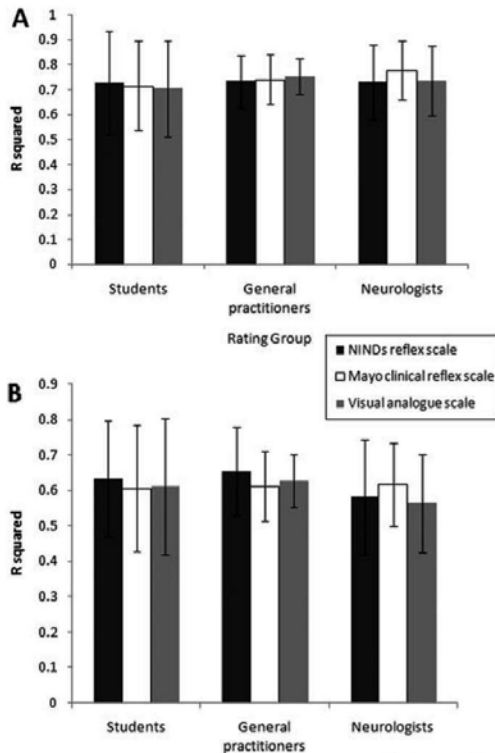 A
1
0.9
0.8
0.7
0.6
0.5
0.4
0.3
0.2
0.1
0
R squared
Students
General
practitioners
Neurologists
Rating Group
NINDs reflex scale
Mayo clinical reflex scale
Visual analogue scale
B
0.9
0.8
0.7
0.6
0.5
0.4
0.3
0.2
0.1
0
R squared
Students
General
practitioners
Neurologists